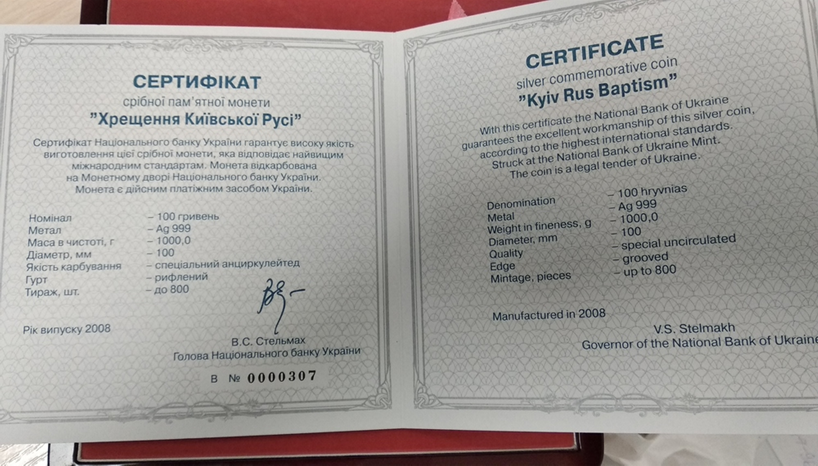 СЕРТИФІКАТ
срібної пам'ятної монети
"Хрещення Київської Русі"
Сертифікат Національного банку України гарантує високу якість
виготовлення цієї срібної монети, яка відповідає найвищим
міжнародним стандартам. Монета відкарбована
на Монетному дворі Національного банку України.
Монета є дійсним платіжним засобом України.
Номінал – 100 гривень
Метал – Ag 999
Маса в чистоті, г – 1000,0
Діаметр, мм – 100
Якість карбування – спеціальний анциркулейтед
Гурт – рифлений
Тираж, шт. – до 800
Рік випуску 2008
В.С. Стельмах
Голова Національного банку України
В № 0000307
CERTIFICATE
silver commemorative coin
"Kyiv Rus Baptism"
With this certificate the National Bank of Ukraine
guarantees the excellent workmanship of this silver coin,
according to the highest international standards.
Struck at the National Bank of Ukraine Mint.
The coin is a legal tender of Ukraine.
Denomination – 100 hryvnias
Metal – Ag 999
Weight in fineness, g – 1000,0
Diameter, mm – 100
Quality – special uncirculated
Edge – grooved
Mintage, pieces – up to 800
Manufactured in 2008
V.S. Stelmakh
Governor of the National Bank of Ukraine